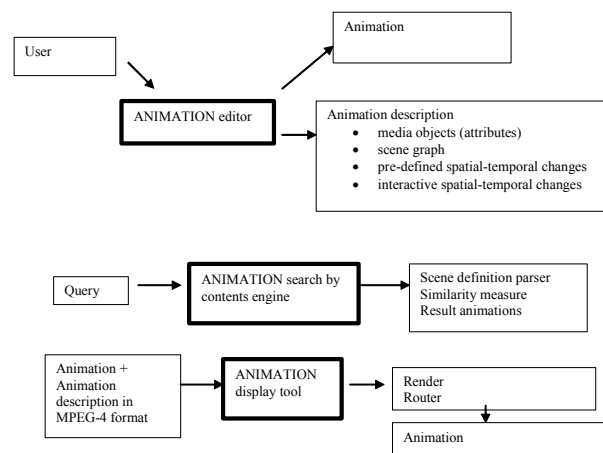 User
Animation
ANIMATION editor
Animation description
• media objects (attributes)
• scene graph
• pre-defined spatial-temporal changes
• interactive spatial-temporal changes
Query
ANIMATION search by
contents engine
Scene definition parser
Similarity measure
Result animations
Animation +
Animation
description in
MPEG-4 format
ANIMATION
display tool
Render
Router
Animation